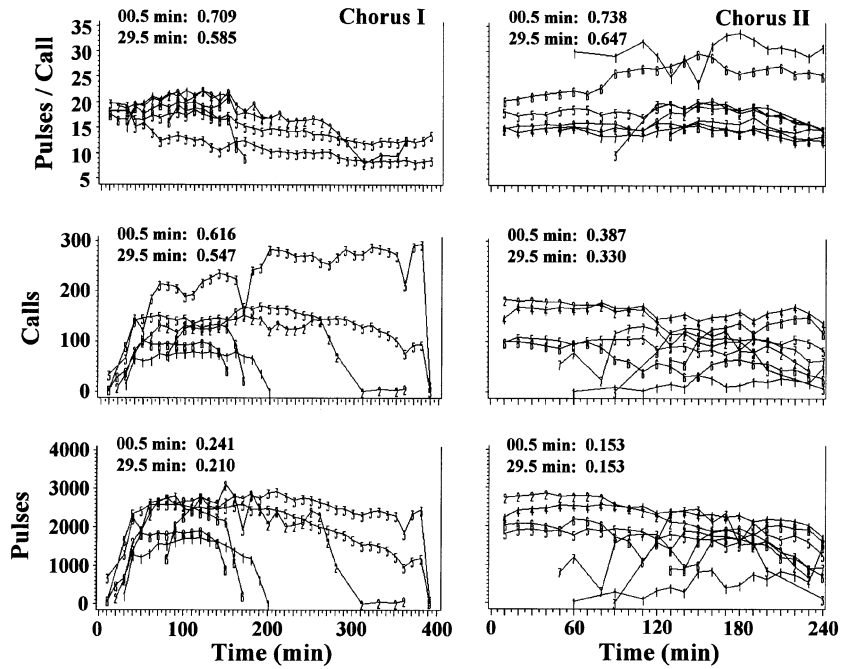 Chorus I
00.5 min: 0.709
29.5 min: 0.585
Pulses / Call
35
30
25
20
15
10
5
Chorus II
00.5 min: 0.738
29.5 min: 0.647
00.5 min: 0.616
29.5 min: 0.547
Calls
300
200
100
0
00.5 min: 0.387
29.5 min: 0.330
00.5 min: 0.241
29.5 min: 0.210
Pulses
4000
3000
2000
1000
0
0 100 200 300 400
Time (min)
00.5 min: 0.153
29.5 min: 0.153
0 60 120 180 240
Time (min)